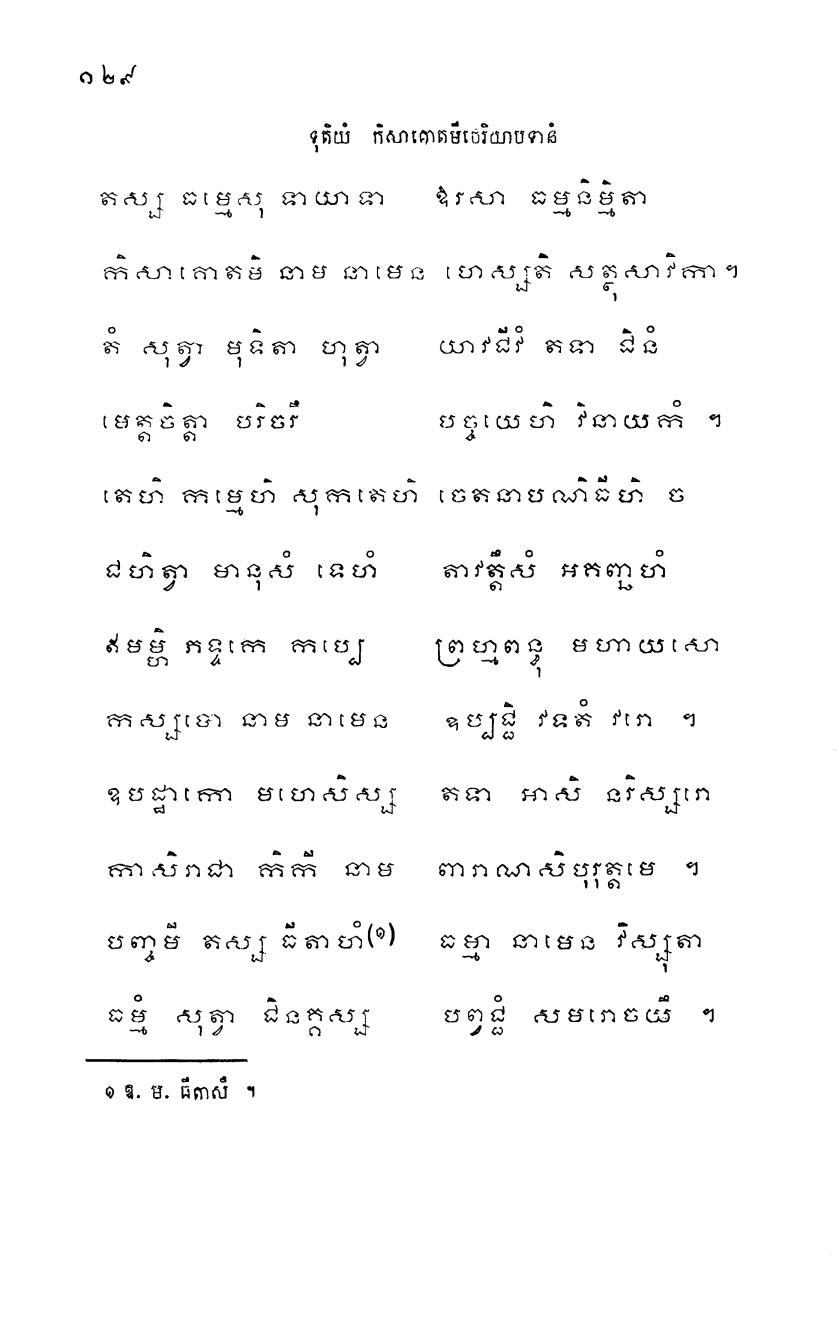 ១២៩
ទុតិយំ កិសាគោតមីថេរិយាបទានំ
តស្ស ធម្មេសុ ទាយាទា ឱរសា ធម្មនិម្មិតា
កិសាគោតមិ នាម នាមេន ហេស្សតិ សត្ថុសាវិកា។
តំ សុត្វា មុទិតា ហុត្វា យាវជីវំ តទា ជិនំ
មេត្តចិត្តា បរិចរឹ បច្ចយេហិ វិនាយកំ ។
តេហិ កម្មេហិ សុកតេហិ ចេតនាបណិធីហិ ច
ជហិត្វា មានុសំ ទេហំ តាវត្តឹសំ អគញ្ឆហំ
ឥមម្ហិ ភទ្ទកេ កប្បេ ព្រហ្មពន្ធុ មហាយសោ
កស្សបោ នាម នាមេន ឧប្បជ្ជិ វទតំ វរោ ។
ឧបដ្ឋាកោ មហេសិស្ស តទា អាសិ នរិស្សរោ
កាសិរាជា កិកី នាម ពារាណសិបុរុត្តមេ ។
បញ្ចមី តស្ស ធីតាហំ(១) ធម្មា នាមេន វិស្សុតា
ធម្មំ សុត្វា ជិនគ្គស្ស បព្វជ្ជំ សមរោចយឹ ។
១ ឱ. ម. ធីតាសឹ ។